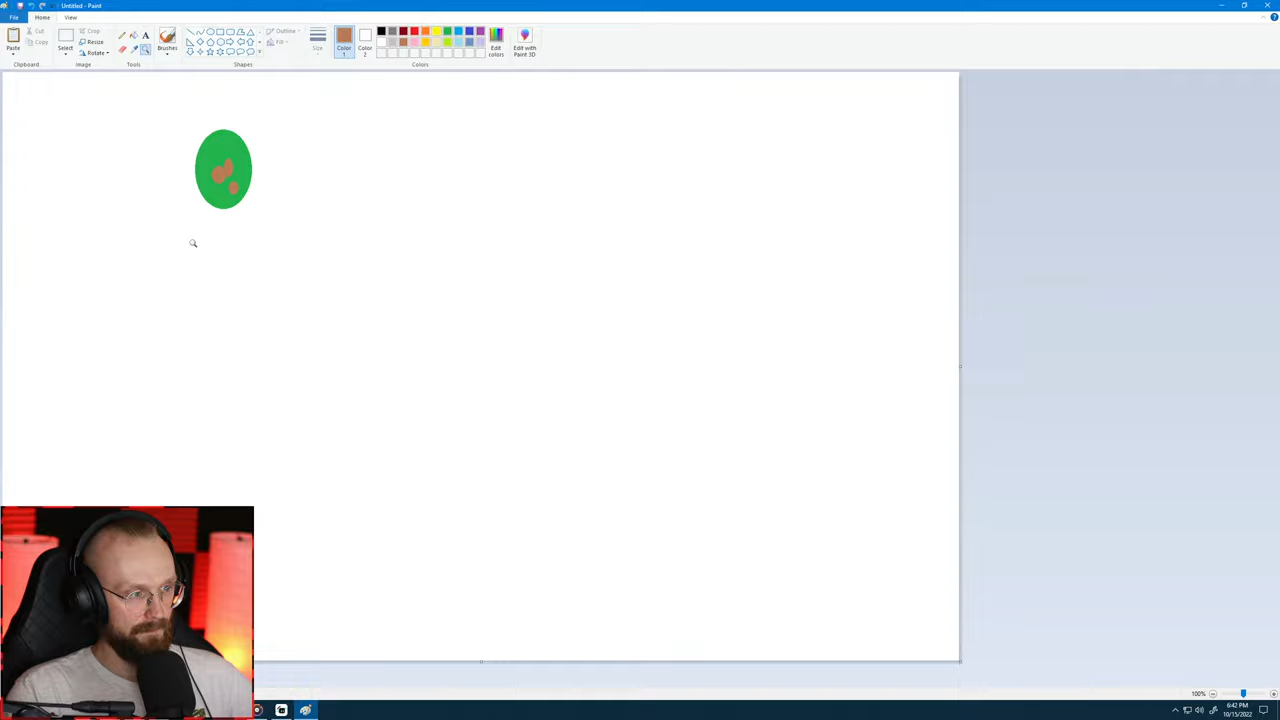 Untitled - Paint
File
Home
View
Paste
Cut
Copy
Clipboard
Select
Crop
Resize
Rotate
Image
Tools
Brushes
Shapes
Outline
Fill
Size
Color 1
Color 2
Edit colors
Edit with Paint 3D
Colors
100%
6:42 PM
10/15/2022